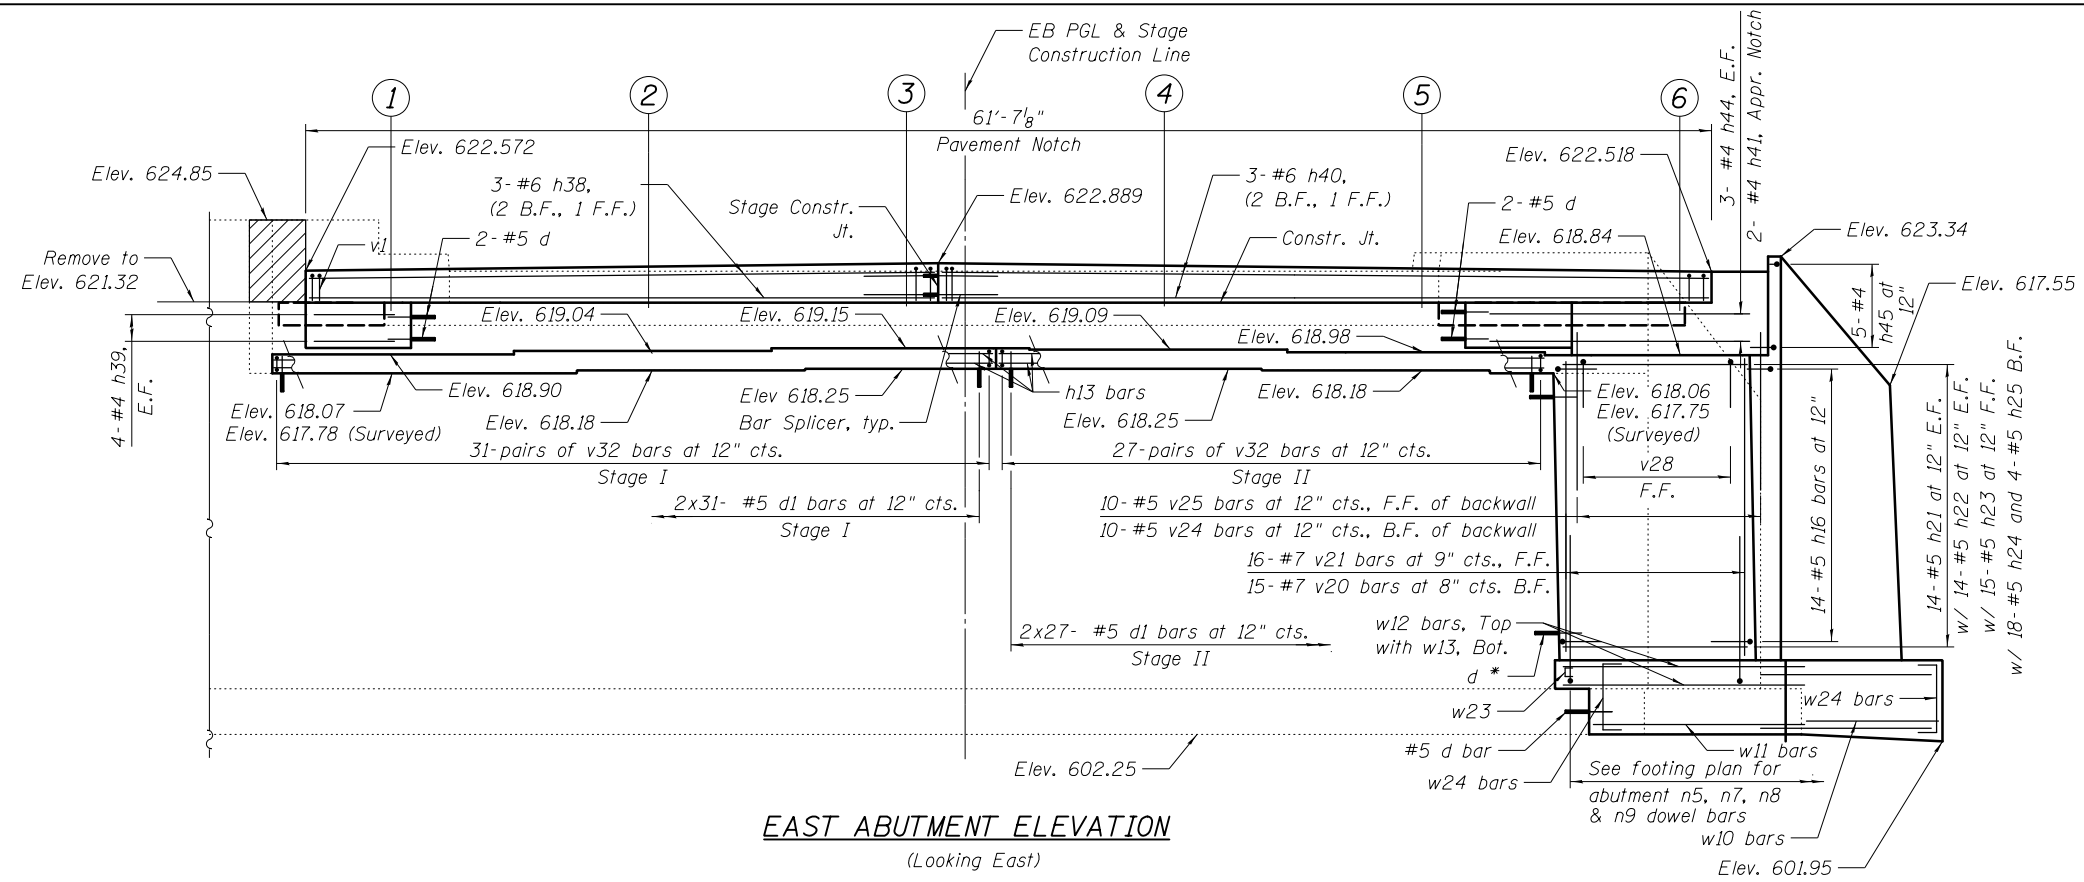 EB PGL & Stage
Construction Line
1
2
3
4
5
6
61'-7⅛"
Pavement Notch
3- #4 h44, E.F.
2- #4 h41, Appr. Notch
Elev. 624.85
Elev. 622.572
3- #6 h38,
(2 B.F., 1 F.F.)
Stage Constr.
Jt.
Elev. 622.889
3- #6 h40,
(2 B.F., 1 F.F.)
Elev. 622.518
2- #5 d
Elev. 618.84
Elev. 623.34
Constr. Jt.
v1
2- #5 d
Remove to
Elev. 621.32
Elev. 617.55
5- #4
h45 at
12"
Elev. 619.04
Elev. 619.15
Elev. 619.09
Elev. 618.98
4- #4 h39,
E.F.
Elev. 618.90
Elev. 618.07
Elev. 617.78 (Surveyed)
Elev. 618.18
Elev 618.25
Bar Splicer, typ.
h13 bars
Elev. 618.25
Elev. 618.18
Elev. 618.06
Elev. 617.75
(Surveyed)
31-pairs of v32 bars at 12" cts.
Stage I
27-pairs of v32 bars at 12" cts.
Stage II
v28
F.F.
2x31- #5 d1 bars at 12" cts.
Stage I
10- #5 v25 bars at 12" cts., F.F. of backwall
10- #5 v24 bars at 12" cts., B.F. of backwall
16- #7 v21 bars at 9" cts., F.F.
15- #7 v20 bars at 8" cts. B.F.
14- #5 h16 bars at 12"
14- #5 h21 at 12" E.F.
w/ 14- #5 h22 at 12" E.F.
w/ 15- #5 h23 at 12" F.F.
w/ 18- #5 h24 and 4- #5 h25 B.F.
2x27- #5 d1 bars at 12" cts.
Stage II
w12 bars, Top
with w13, Bot.
d *
w23
#5 d bar
w24 bars
w24 bars
w11 bars
See footing plan for
abutment n5, n7, n8
& n9 dowel bars
w10 bars
Elev. 601.95
Elev. 602.25
EAST ABUTMENT ELEVATION
(Looking East)